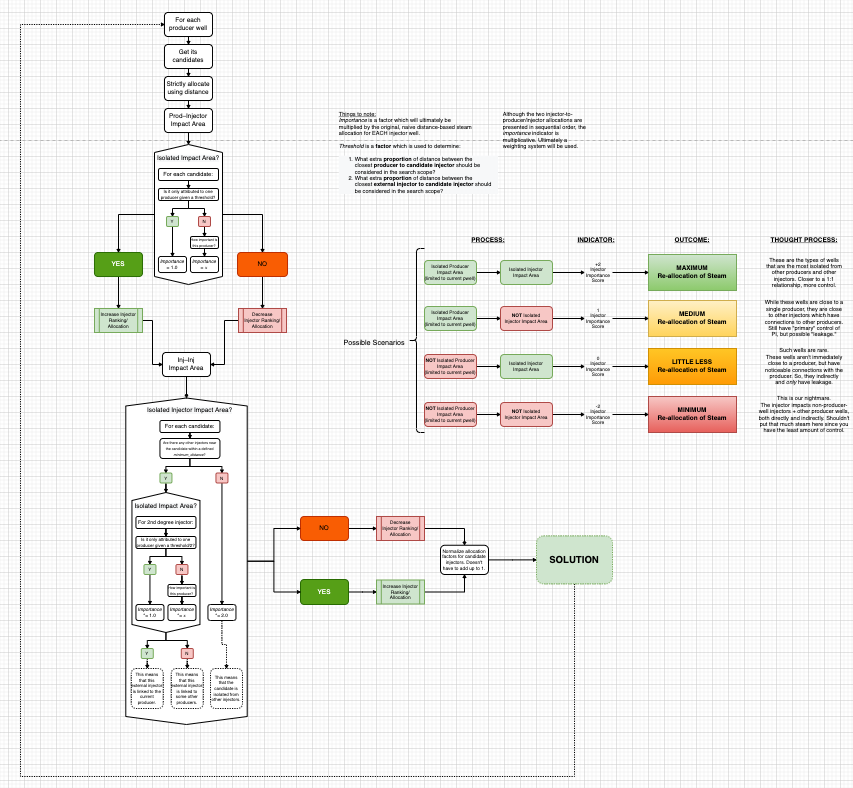 For each
producer well
Get its
candidates
Strictly allocate
using distance
Prod–Injector
Impact Area
Isolated Impact Area?
For each candidate:
Is it only attributed to one
producer given a threshold?
Y
N
How important is
this producer?
Importance
= 1.0
Importance
= x
YES
NO
Increase Injector
Ranking/
Allocation
Decrease
Injector Ranking/
Allocation
Inj–Inj
Impact Area
Isolated Injector Impact Area?
For each candidate:
Are there any other injectors near
the candidate within a defined
minimum_distance?
Y
N
Isolated Impact Area?
For 2nd degree injector:
Is it only attributed to one
producer given a threshold2?
Y
N
How important is
this producer?
Importance
*= 1.0
Importance
*= x
Importance
*= 2.0
Y
N
This means
that this
external injector
is linked to the
current
producer.
This means
that this
external injector
is linked to
some other
producers.
This means
that the
candidate is
isolated from
other injectors.
NO
YES
Decrease
Injector Ranking/
Allocation
Increase Injector
Ranking/
Allocation
Normalize allocation
factors for candidate
injectors. Doesn't
have to add up to 1.
SOLUTION
Things to note:
Importance is a factor which will ultimately be
multiplied by the original, naive distance-based steam
allocation for EACH injector well.
Threshold is a factor which is used to determine:
1. What extra proportion of distance between the
closest producer to candidate injector should be
considered in the search scope?
2. What extra proportion of distance between the
closest external injector to candidate injector should
be considered in the search scope?
Although the two injector-to-
producer/injector allocations are
presented in sequential order, the
importance indicator is
multiplicative. Ultimately a
weighting system will be used.
PROCESS:
INDICATOR:
OUTCOME:
THOUGHT PROCESS:
Possible Scenarios
Isolated Producer
Impact Area
(limited to current pwell)
Isolated Injector
Impact Area
+2
Injector
Importance
Score
MAXIMUM
Re-allocation of Steam
These are the types of wells
that are the most isolated from
other producers and other
injectors. Closer to a 1:1
relationship, more control.
Isolated Producer
Impact Area
(limited to current pwell)
NOT Isolated
Injector Impact Area
1
Injector
Importance
Score
MEDIUM
Re-allocation of Steam
While these wells are close to a
single producer, they are close
to other injectors which have
connections to other producers.
Still have "primary" control of
PI, but possible "leakage."
NOT Isolated Producer
Impact Area
(limited to current pwell)
Isolated Injector
Impact Area
0
Injector
Importance
Score
LITTLE LESS
Re-allocation of Steam
Such wells are rare.
These wells aren't immediately
close to a producer, but have
noticeable connections with the
producer. So, they indirectly
and only have leakage.
NOT Isolated Producer
Impact Area
(limited to current pwell)
NOT Isolated
Injector Impact Area
-2
Injector
Importance
Score
MINIMUM
Re-allocation of Steam
This is our nightmare.
The injector impacts non-producer-
well injectors + other producer wells,
both directly and indirectly. Shouldn't
put that much steam here since you
have the least amount of control.